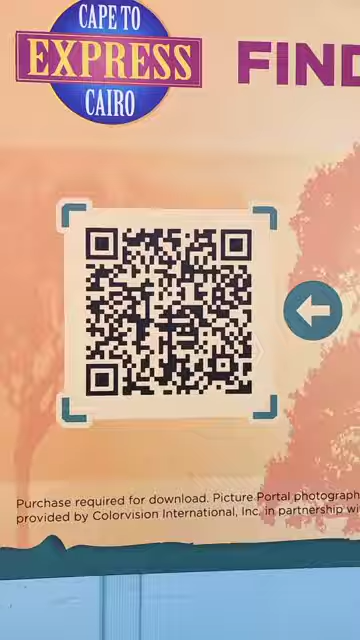 CAPE TO
EXPRESS
CAIRO
FIND
Purchase required for download. Picture Portal photograph
provided by Colorvision International, Inc. in partnership wi